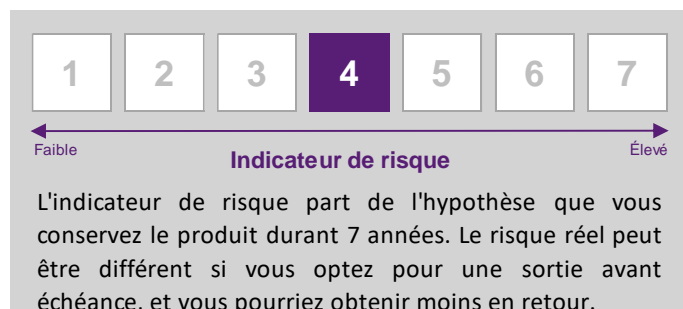 1 2 3 4 5 6 7
Faible Élevé
Indicateur de risque
L'indicateur de risque part de l'hypothèse que vous
conservez le produit durant 7 années. Le risque réel peut
être différent si vous optez pour une sortie avant
échéance, et vous pourriez obtenir moins en retour.